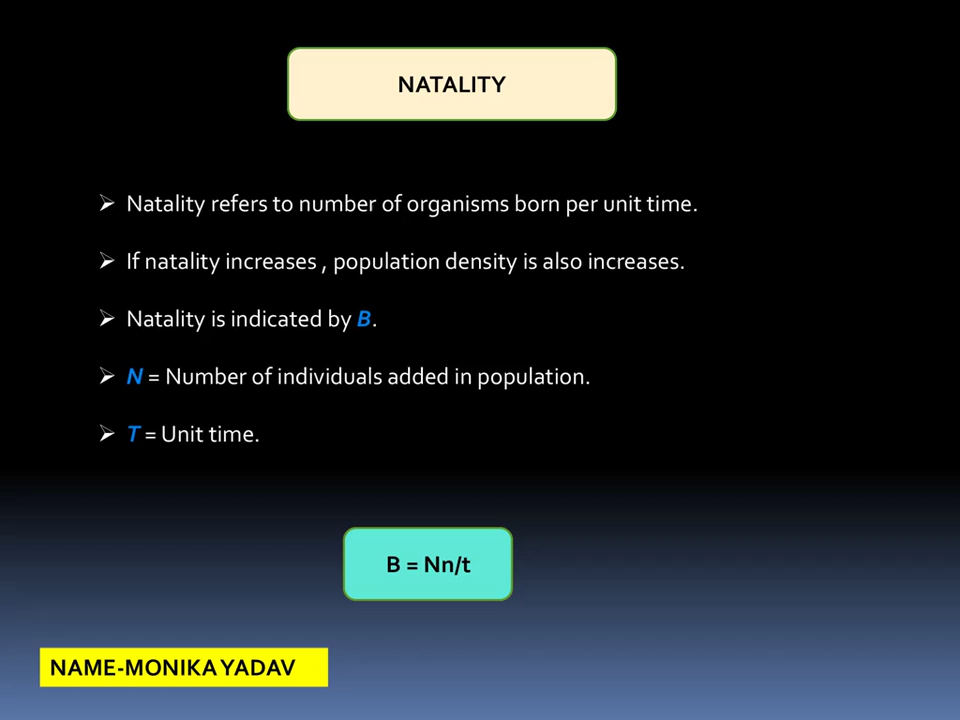 NATALITY
➢ Natality refers to number of organisms born per unit time.
➢ If natality increases , population density is also increases.
➢ Natality is indicated by B.
➢ N = Number of individuals added in population.
➢ T = Unit time.
B = Nn/t
NAME-MONIKA YADAV